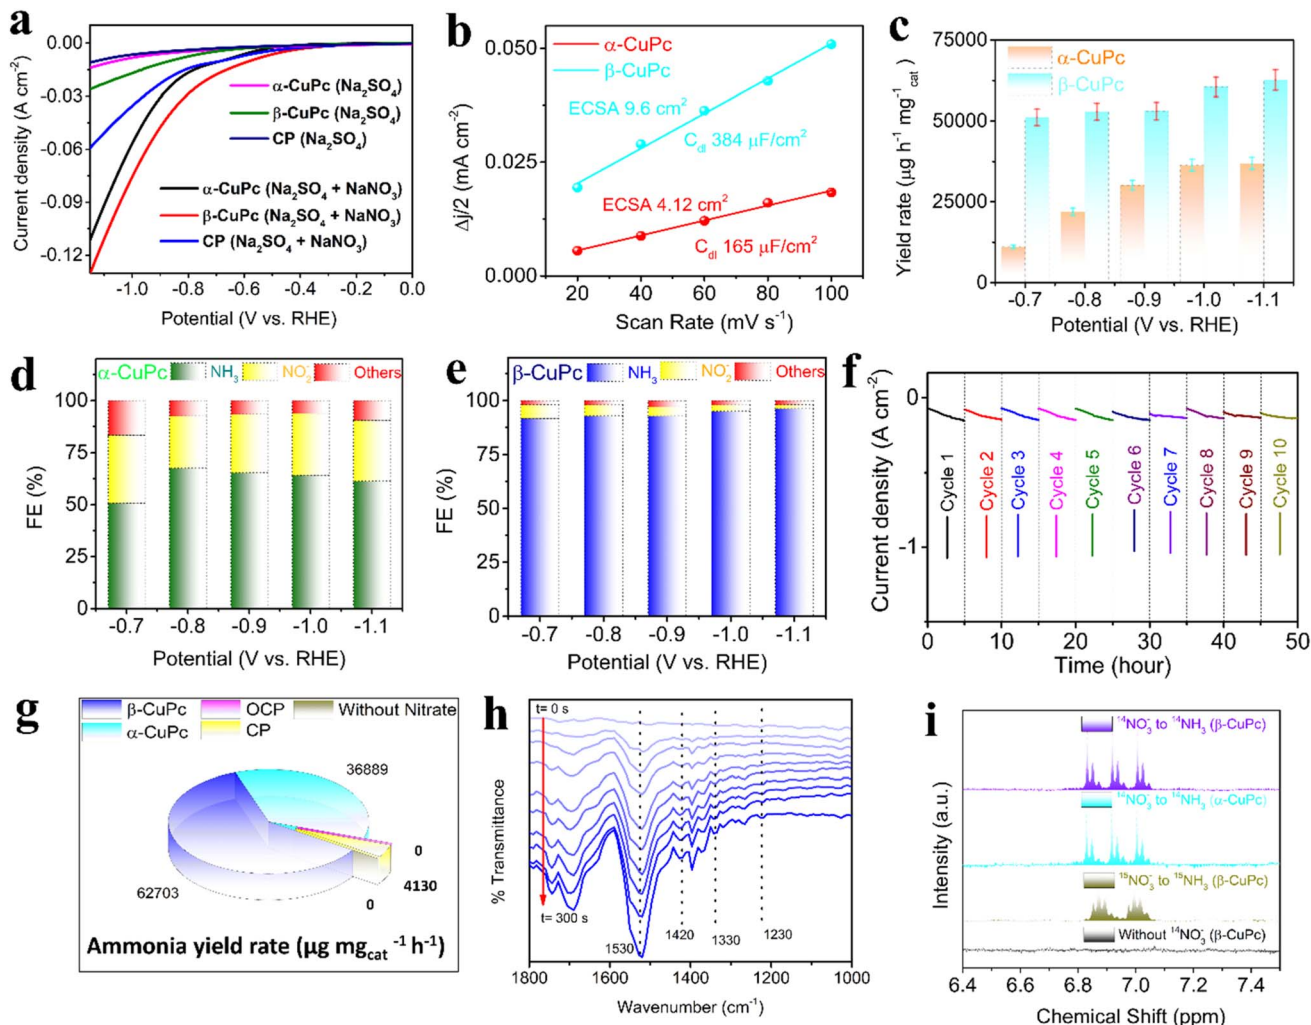 a
Current density (A cm⁻²)
0.00
-0.03
-0.06
-0.09
-0.12
α-CuPc (Na₂SO₄)
β-CuPc (Na₂SO₄)
CP (Na₂SO₄)
α-CuPc (Na₂SO₄ + NaNO₃)
β-CuPc (Na₂SO₄ + NaNO₃)
CP (Na₂SO₄ + NaNO₃)
-1.0 -0.8 -0.6 -0.4 -0.2 0.0
Potential (V vs. RHE)
b
Δj/2 (mA cm⁻²)
0.050
0.025
0.000
α-CuPc
β-CuPc
ECSA 9.6 cm²
C_dl 384 μF/cm²
ECSA 4.12 cm²
C_dl 165 μF/cm²
20 40 60 80 100
Scan Rate (mV s⁻¹)
c
Yield rate (μg h⁻¹ mg⁻¹_cat)
75000
50000
25000
0
α-CuPc
β-CuPc
-0.7 -0.8 -0.9 -1.0 -1.1
Potential (V vs. RHE)
d
α-CuPc NH₃ NO₂⁻ Others
FE (%)
100
75
50
25
0
-0.7 -0.8 -0.9 -1.0 -1.1
Potential (V vs. RHE)
e
β-CuPc NH₃ NO₂⁻ Others
FE (%)
100
75
50
25
0
-0.7 -0.8 -0.9 -1.0 -1.1
Potential (V vs. RHE)
f
Current density (A cm⁻²)
0
-1
Cycle 1
Cycle 2
Cycle 3
Cycle 4
Cycle 5
Cycle 6
Cycle 7
Cycle 8
Cycle 9
Cycle 10
0 10 20 30 40 50
Time (hour)
g
β-CuPc OCP Without Nitrate
α-CuPc CP
36889
0
4130
0
62703
Ammonia yield rate (μg mg_cat⁻¹ h⁻¹)
h
% Transmittance
t= 0 s
t= 300 s
1530 1420 1330 1230
1800 1600 1400 1200 1000
Wavenumber (cm⁻¹)
i
Intensity (a.u.)
¹⁴NO₃⁻ to ¹⁴NH₃ (β-CuPc)
¹⁴NO₃⁻ to ¹⁴NH₃ (α-CuPc)
¹⁵NO₃⁻ to ¹⁵NH₃ (β-CuPc)
Without ¹⁴NO₃⁻ (β-CuPc)
6.4 6.8 7.0 7.4
Chemical Shift (ppm)